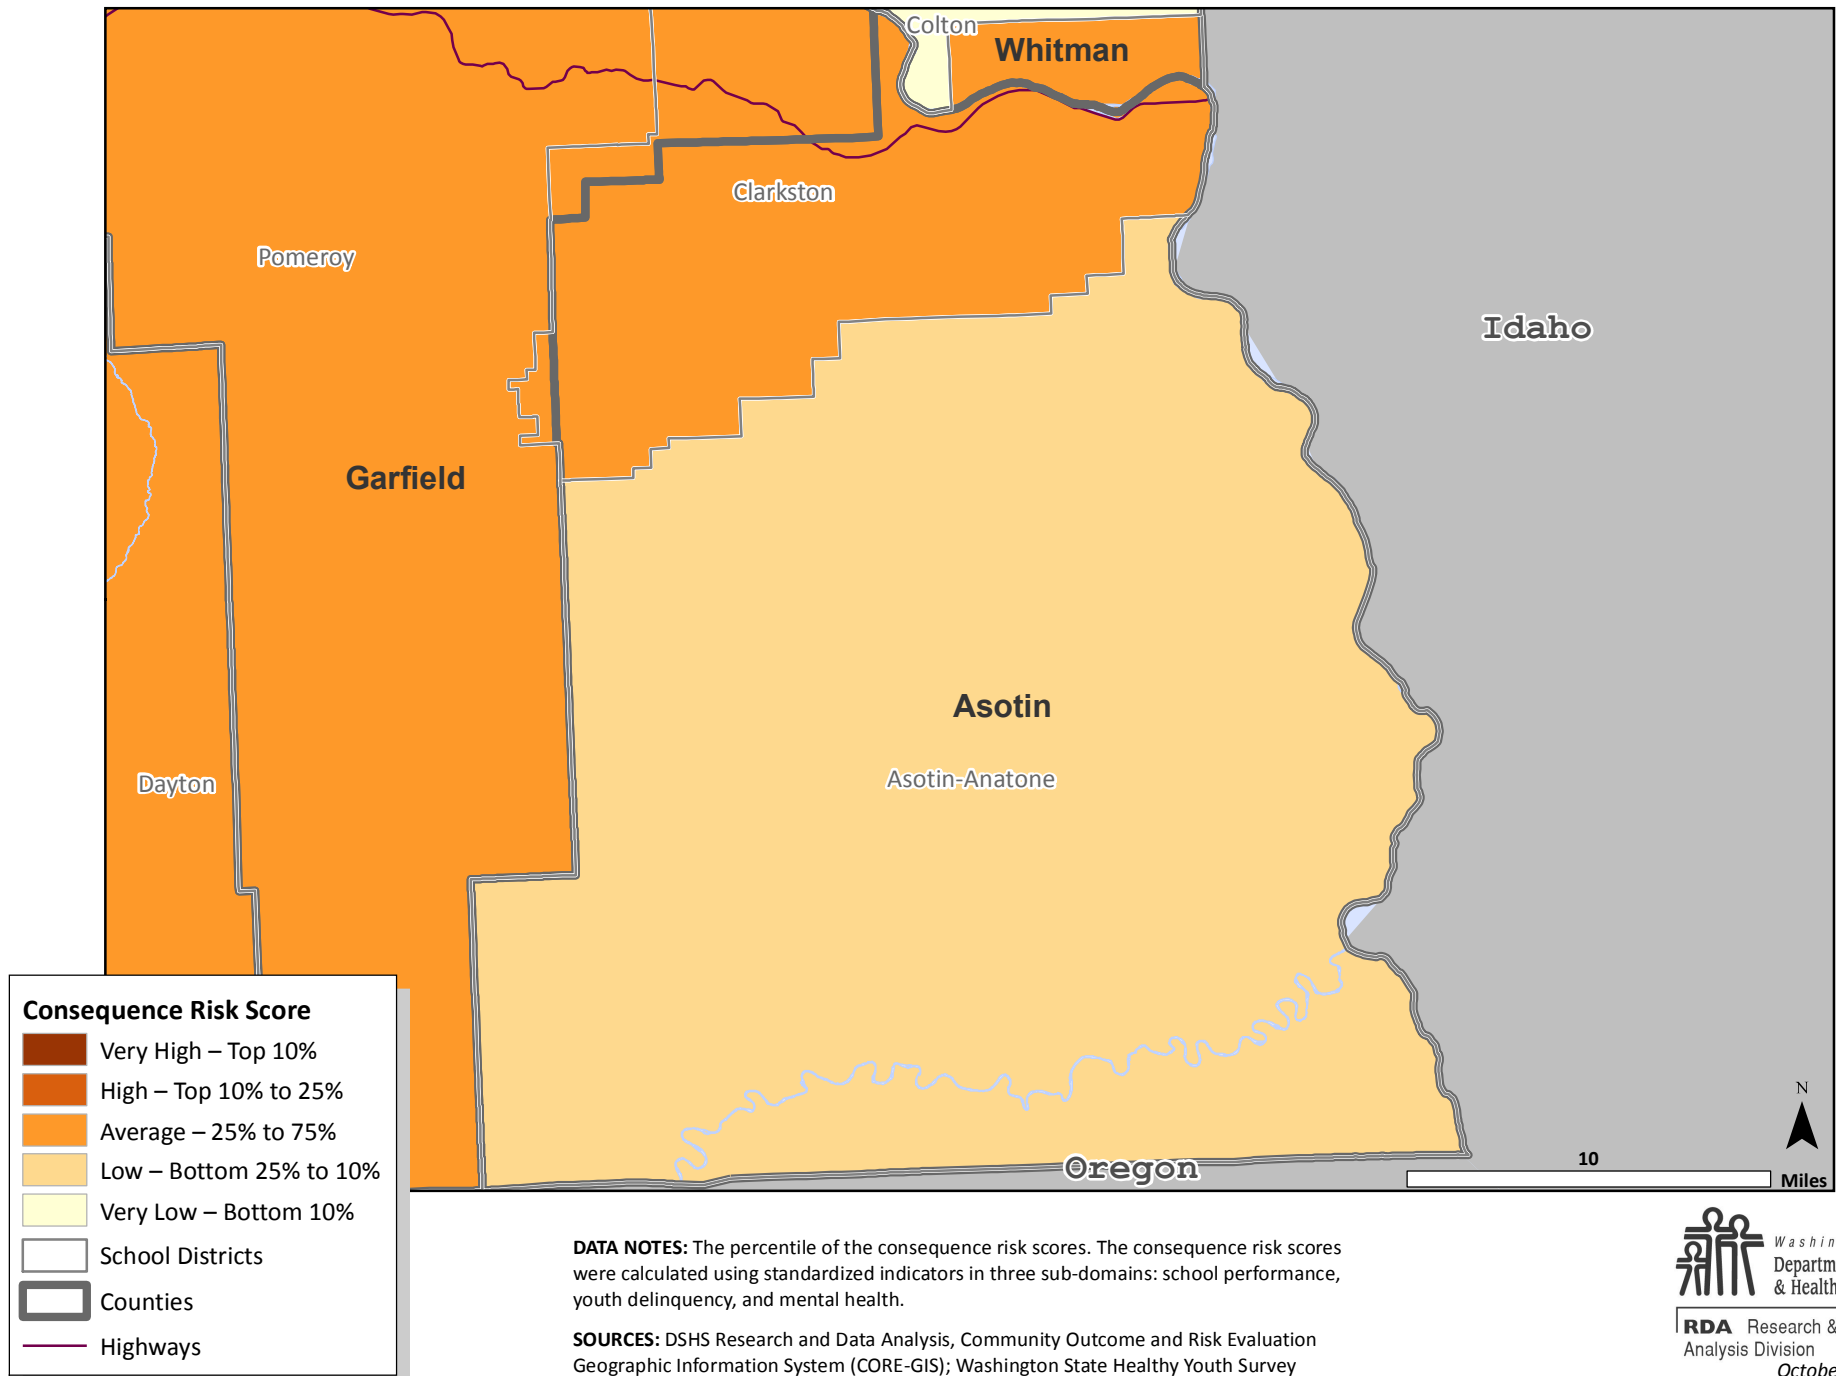 Colton
Whitman
Clarkston
Pomeroy
Idaho
Garfield
Asotin
Asotin-Anatone
Dayton
Oregon
Consequence Risk Score
Very High – Top 10%
High – Top 10% to 25%
Average – 25% to 75%
Low – Bottom 25% to 10%
Very Low – Bottom 10%
School Districts
Counties
Highways
N
10
Miles
DATA NOTES: The percentile of the consequence risk scores. The consequence risk scores
were calculated using standardized indicators in three sub-domains: school performance,
youth delinquency, and mental health.
SOURCES: DSHS Research and Data Analysis, Community Outcome and Risk Evaluation
Geographic Information System (CORE-GIS); Washington State Healthy Youth Survey
Washin
Departm
& Health
RDA Research &
Analysis Division
Octobe